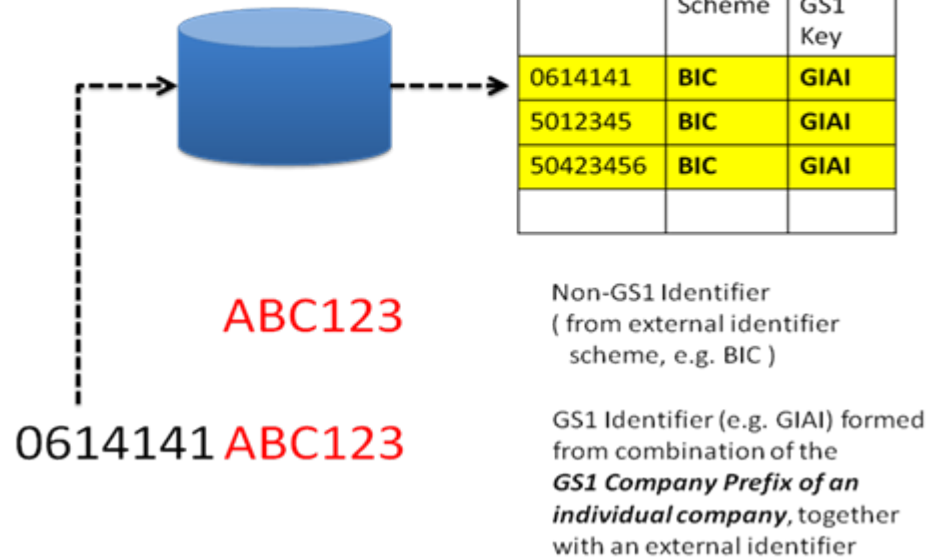 Scheme GS1
Key
0614141 BIC GIAI
5012345 BIC GIAI
50423456 BIC GIAI
ABC123
Non-GS1 Identifier
( from external identifier
scheme, e.g. BIC )
0614141 ABC123
GS1 Identifier (e.g. GIAI) formed
from combination of the
GS1 Company Prefix of an
individual company, together
with an external identifier